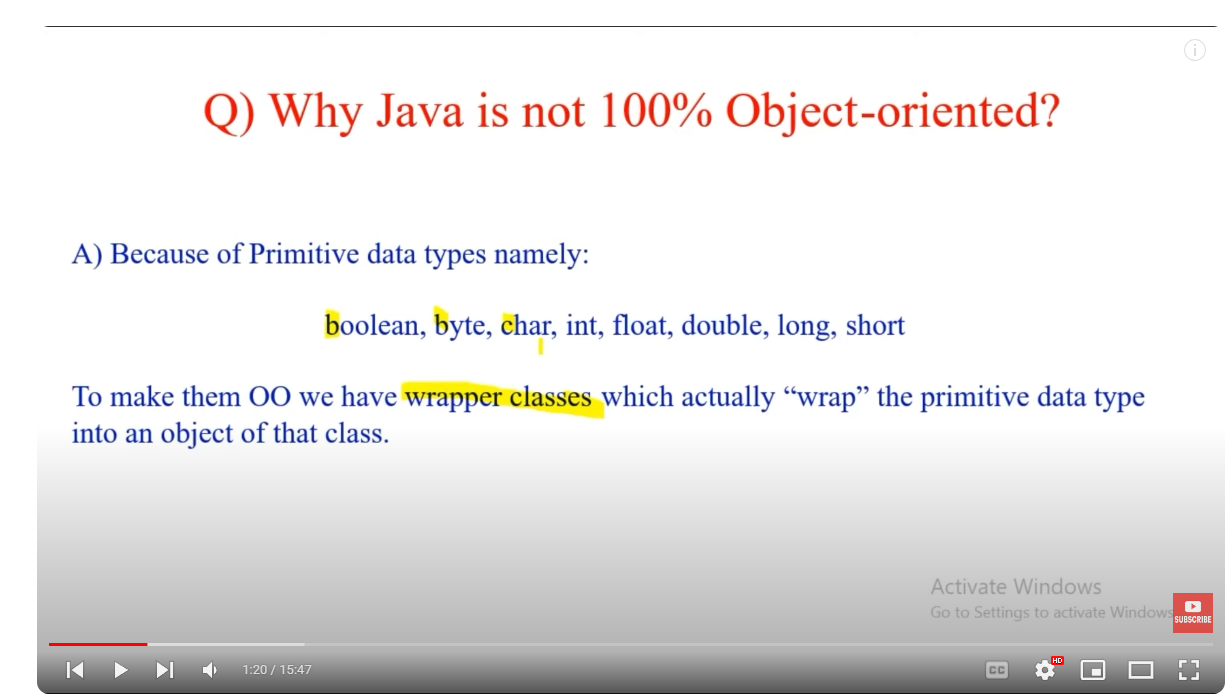 Q) Why Java is not 100% Object-oriented?
A) Because of Primitive data types namely:
boolean, byte, char, int, float, double, long, short
To make them OO we have wrapper classes which actually “wrap” the primitive data type
into an object of that class.
Activate Windows
Go to Settings to activate Windows
SUBSCRIBE
1:20 / 15:47
CC
HD